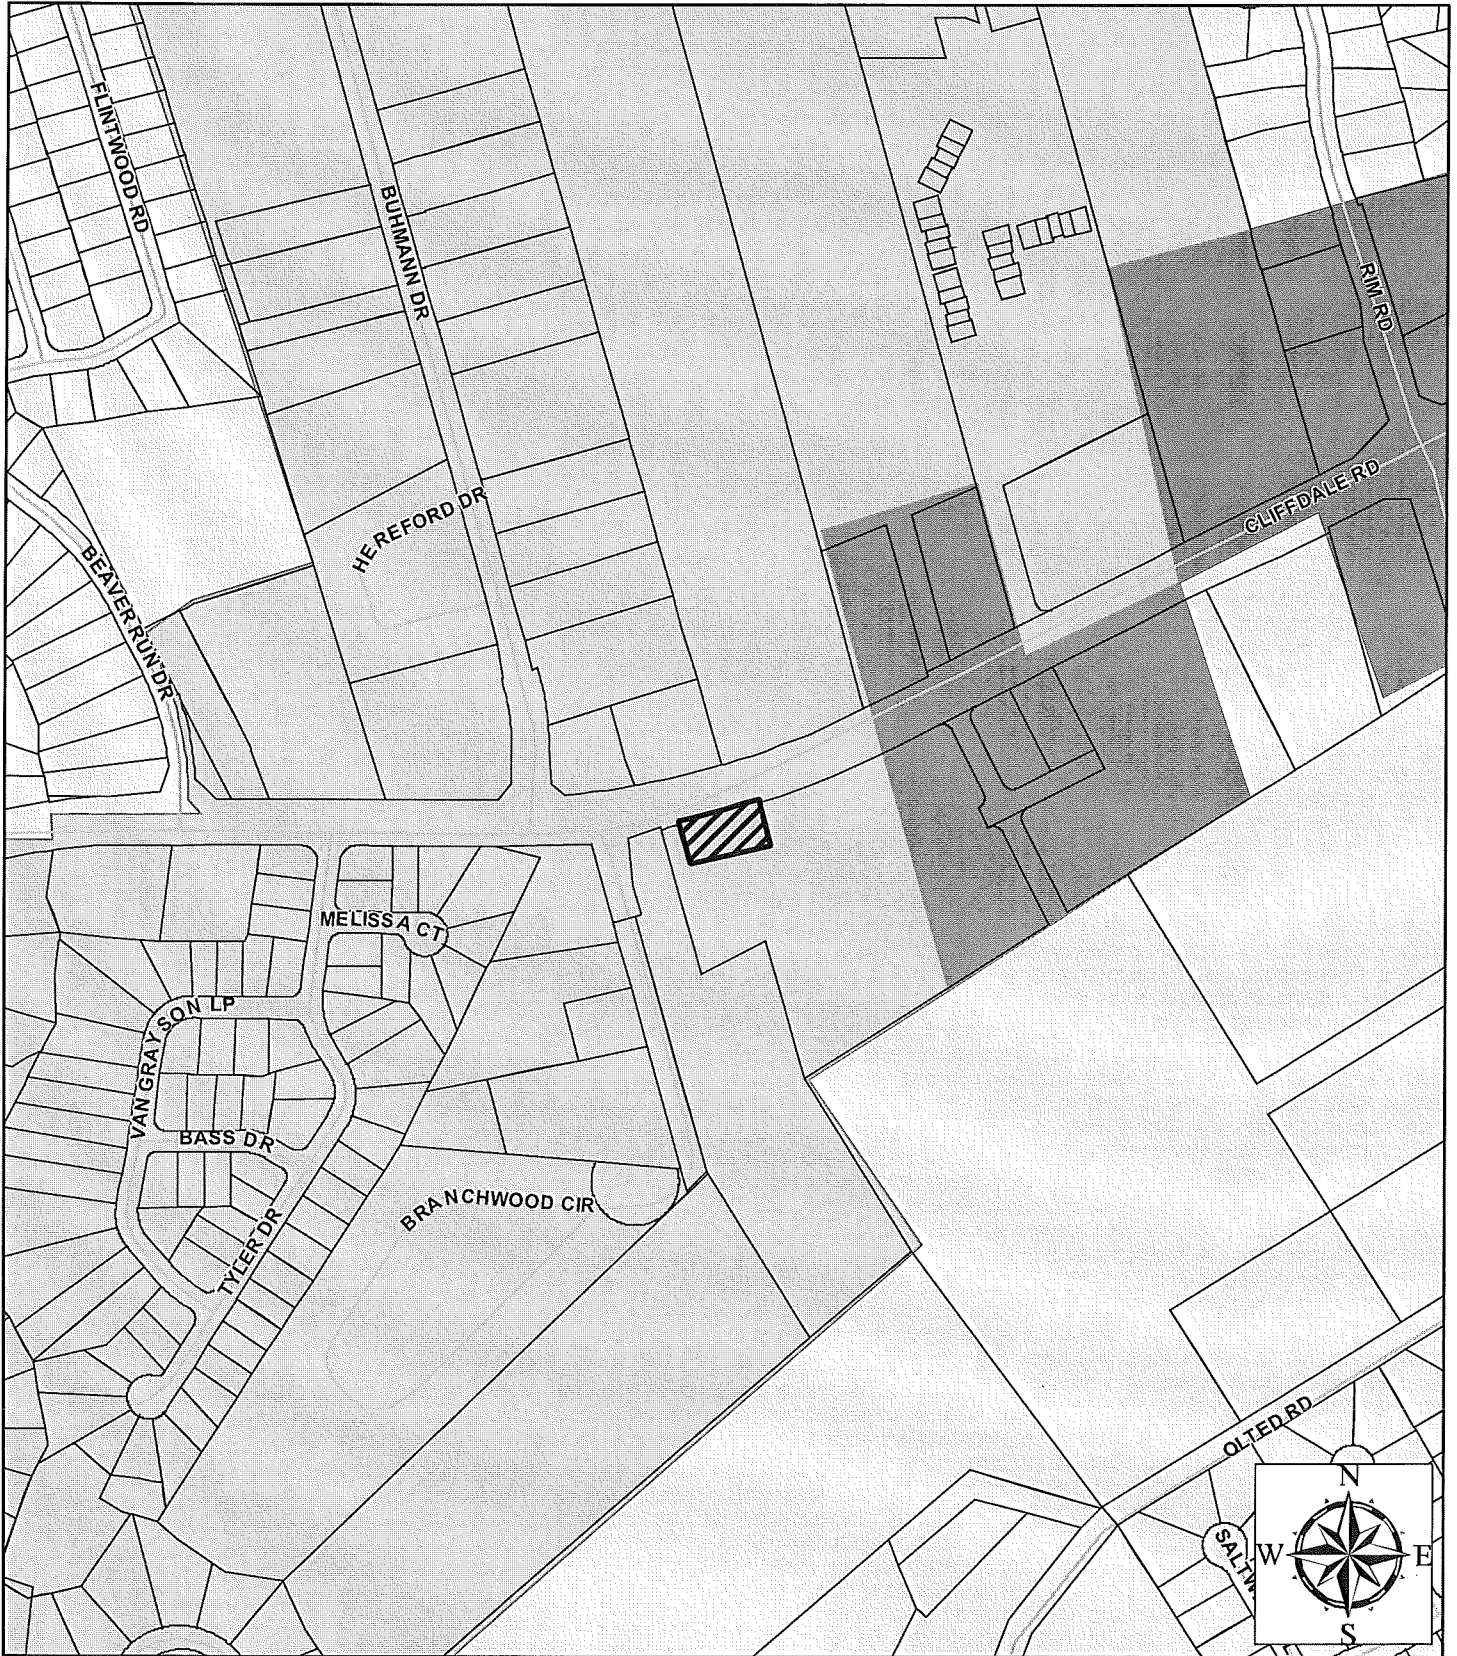 FLINTWOOD RD
BUHMANN DR
RIM RD
CLIFFDALE RD
HEREFORD DR
BEAVER RUN DR
MELISSA CT
VAN GRAYSON LP
BASS DR
BRANCHWOOD CIR
TYLER DR
OLTED RD
N
W E
S